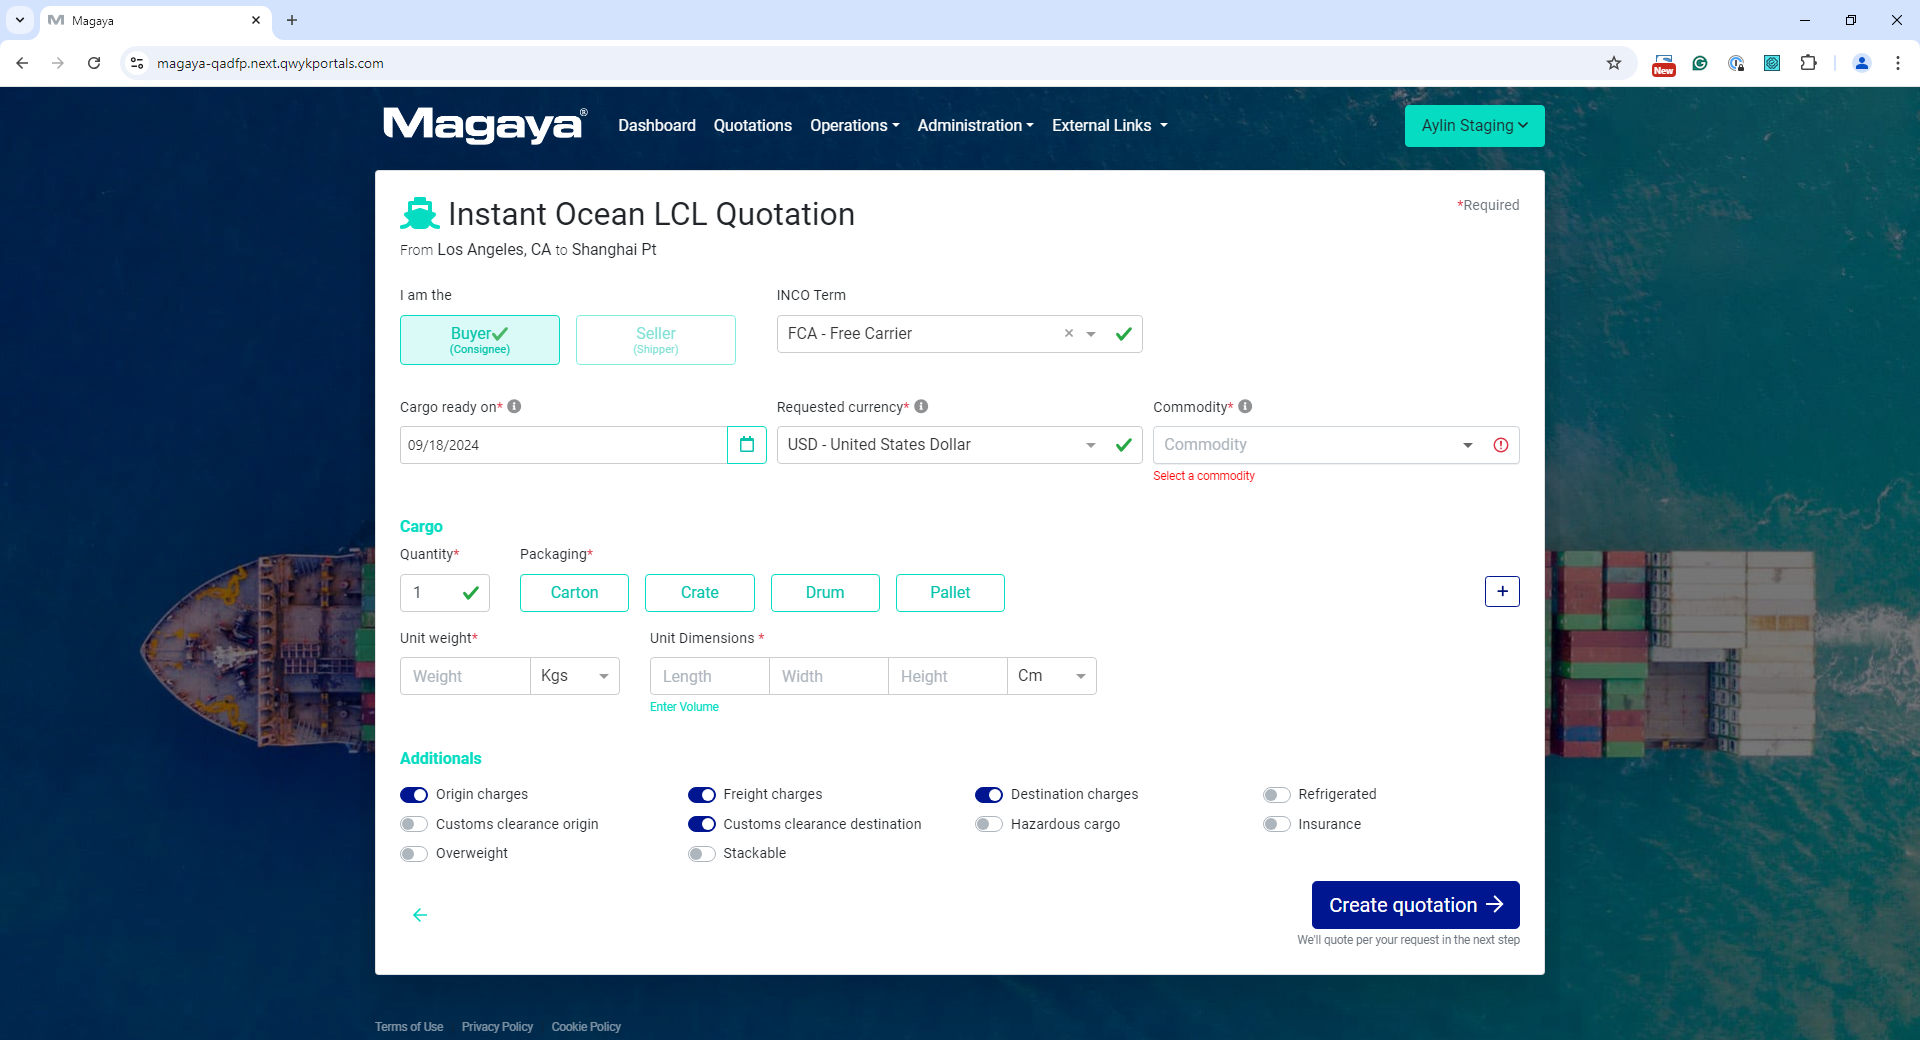 Magaya
magaya-qadfp.next.qwykportals.com
New
Magaya®
Dashboard Quotations Operations Administration External Links
Aylin Staging
Instant Ocean LCL Quotation
*Required
From Los Angeles, CA to Shanghai Pt
I am the
INCO Term
Buyer
(Consignee)
Seller
(Shipper)
FCA - Free Carrier
Cargo ready on*
Requested currency*
Commodity*
09/18/2024
USD - United States Dollar
Commodity
Select a commodity
Cargo
Quantity*
Packaging*
1
Carton
Crate
Drum
Pallet
Unit weight*
Unit Dimensions *
Weight
Kgs
Length
Width
Height
Cm
Enter Volume
Additionals
Origin charges
Freight charges
Destination charges
Refrigerated
Customs clearance origin
Customs clearance destination
Hazardous cargo
Insurance
Overweight
Stackable
Create quotation
We'll quote per your request in the next step
Terms of Use Privacy Policy Cookie Policy